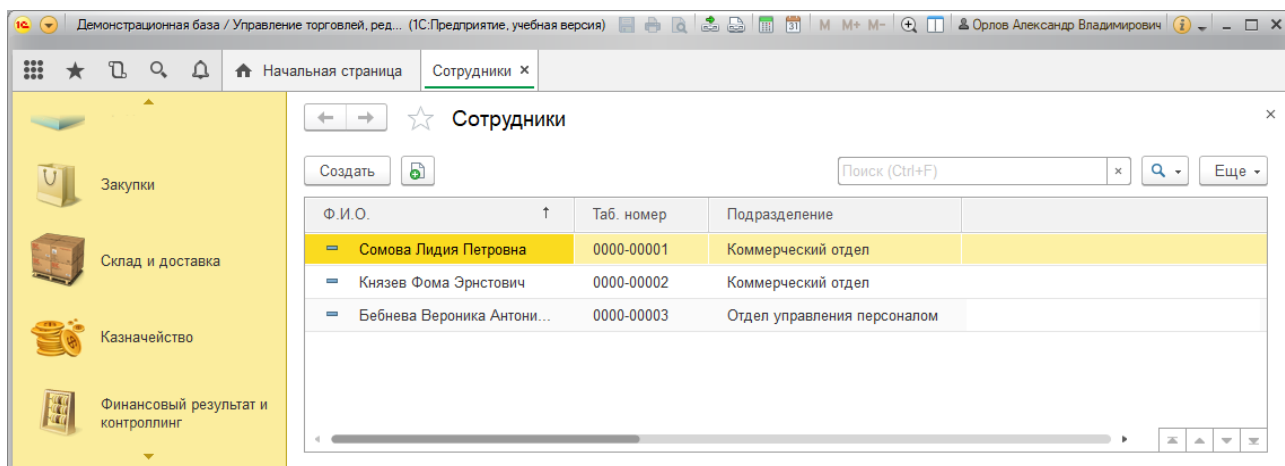 1С Демонстрационная база / Управление торговлей, ред... (1С:Предприятие, учебная версия) 31 M M+ M- Орлов Александр Владимирович i
Начальная страница Сотрудники ×
Сотрудники ×
Закупки
Склад и доставка
Казначейство
Финансовый результат и
контроллинг
Создать Поиск (Ctrl+F) × Еще
Ф.И.О. ↑ Таб. номер Подразделение
Сомова Лидия Петровна 0000-00001 Коммерческий отдел
Князев Фома Эрнстович 0000-00002 Коммерческий отдел
Бебнева Вероника Антони... 0000-00003 Отдел управления персоналом